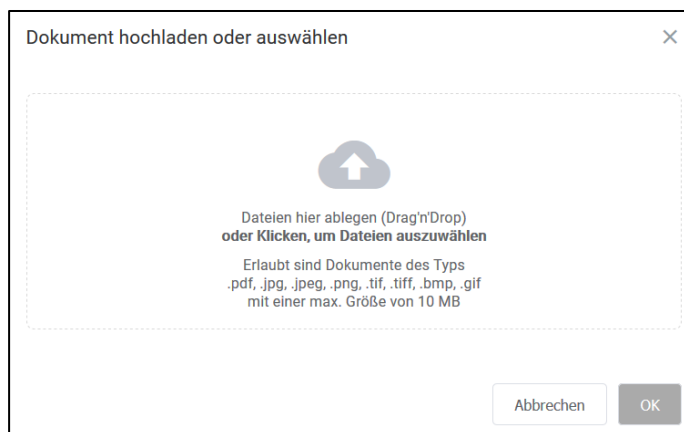 Dokument hochladen oder auswählen
Dateien hier ablegen (Drag'n'Drop)
oder Klicken, um Dateien auszuwählen
Erlaubt sind Dokumente des Typs
.pdf, .jpg, .jpeg, .png, .tif, .tiff, .bmp, .gif
mit einer max. Größe von 10 MB
Abbrechen
OK